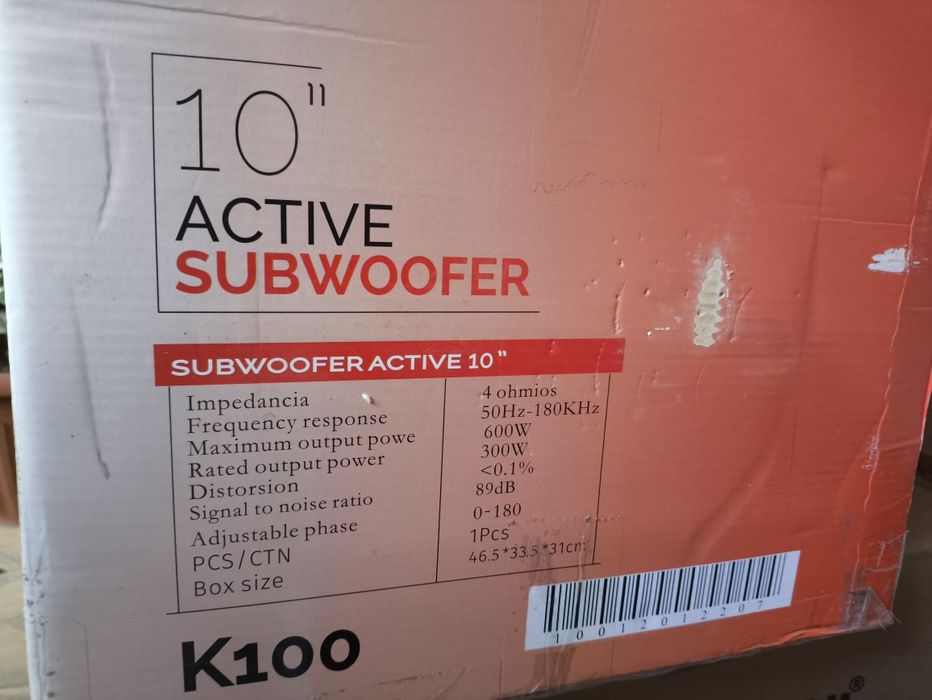 10"
ACTIVE
SUBWOOFER
SUBWOOFER ACTIVE 10"
Impedancia 4 ohmios
Frequency response 50Hz-180KHz
Maximum output powe 600W
Rated output power 300W
Distorsion <0.1%
Signal to noise ratio 89dB
Adjustable phase 0-180
PCS/CTN 1Pcs
Box size 46.5*33.5*31cm
K100
10012012207
®